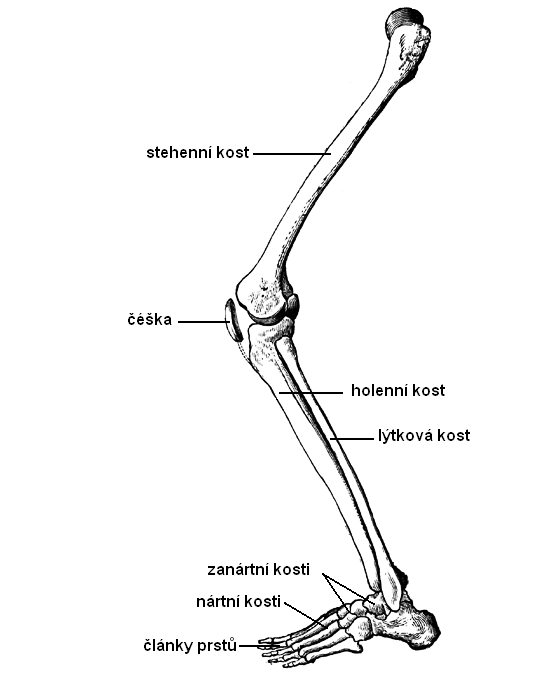 stehenní kost
čéška
holenní kost
lýtková kost
zanártní kosti
nártní kosti
články prstů